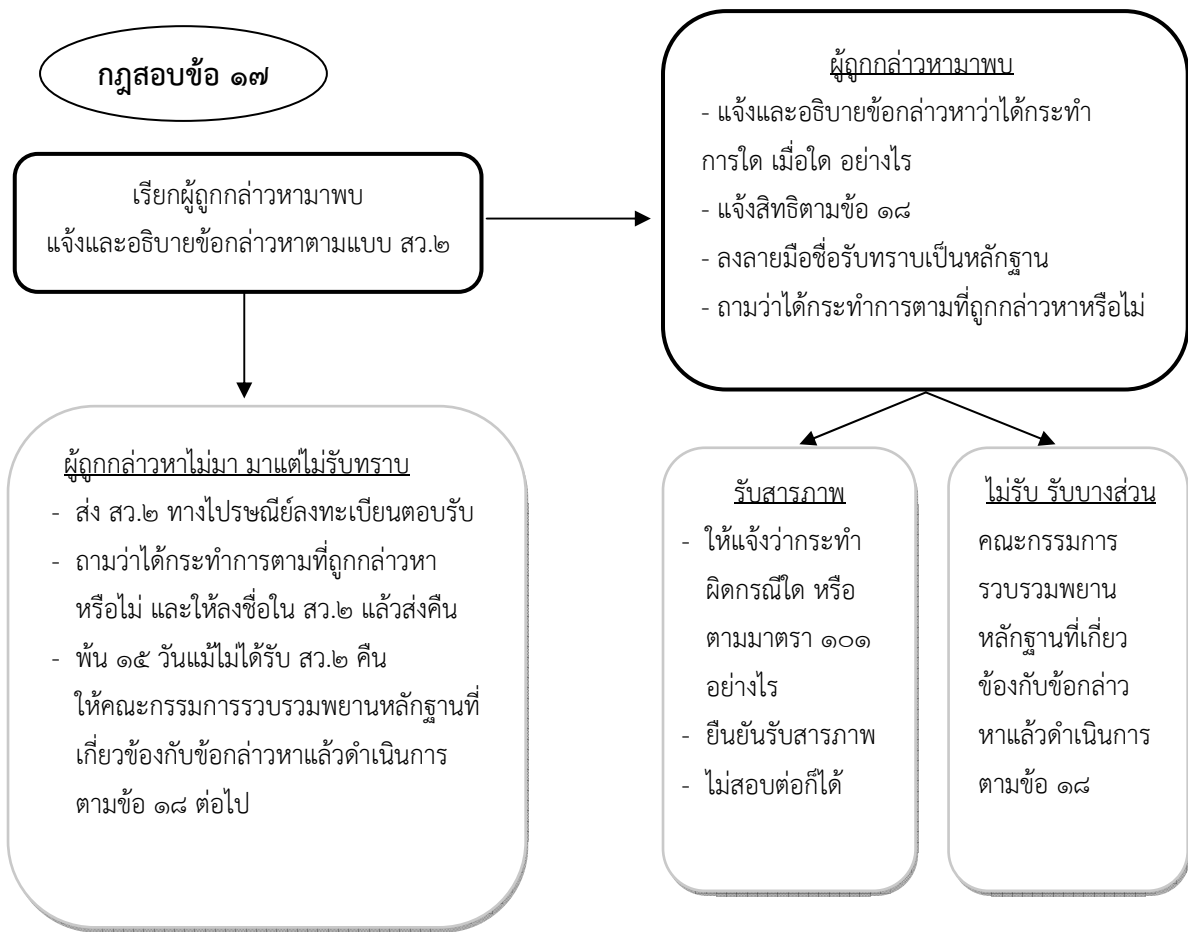 กฎสอบข้อ ๑๗
เรียกผู้ถูกกล่าวหามาพบ
แจ้งและอธิบายข้อกล่าวหาตามแบบ สว.๒
ผู้ถูกกล่าวหามาพบ
- แจ้งและอธิบายข้อกล่าวหาว่าได้กระทำ
การใด เมื่อใด อย่างไร
- แจ้งสิทธิตามข้อ ๑๘
- ลงลายมือชื่อรับทราบเป็นหลักฐาน
- ถามว่าได้กระทำการตามที่ถูกกล่าวหาหรือไม่
ผู้ถูกกล่าวหาไม่มา มาแต่ไม่รับทราบ
- ส่ง สว.๒ ทางไปรษณีย์ลงทะเบียนตอบรับ
- ถามว่าได้กระทำการตามที่ถูกกล่าวหา
หรือไม่ และให้ลงชื่อใน สว.๒ แล้วส่งคืน
- พ้น ๑๕ วันแม้ไม่ได้รับ สว.๒ คืน
ให้คณะกรรมการรวบรวมพยานหลักฐานที่
เกี่ยวข้องกับข้อกล่าวหาแล้วดำเนินการ
ตามข้อ ๑๘ ต่อไป
รับสารภาพ
- ให้แจ้งว่ากระทำ
ผิดกรณีใด หรือ
ตามมาตรา ๑๐๑
อย่างไร
- ยืนยันรับสารภาพ
- ไม่สอบต่อก็ได้
ไม่รับ รับบางส่วน
คณะกรรมการ
รวบรวมพยาน
หลักฐานที่เกี่ยว
ข้องกับข้อกล่าว
หาแล้วดำเนินการ
ตามข้อ ๑๘